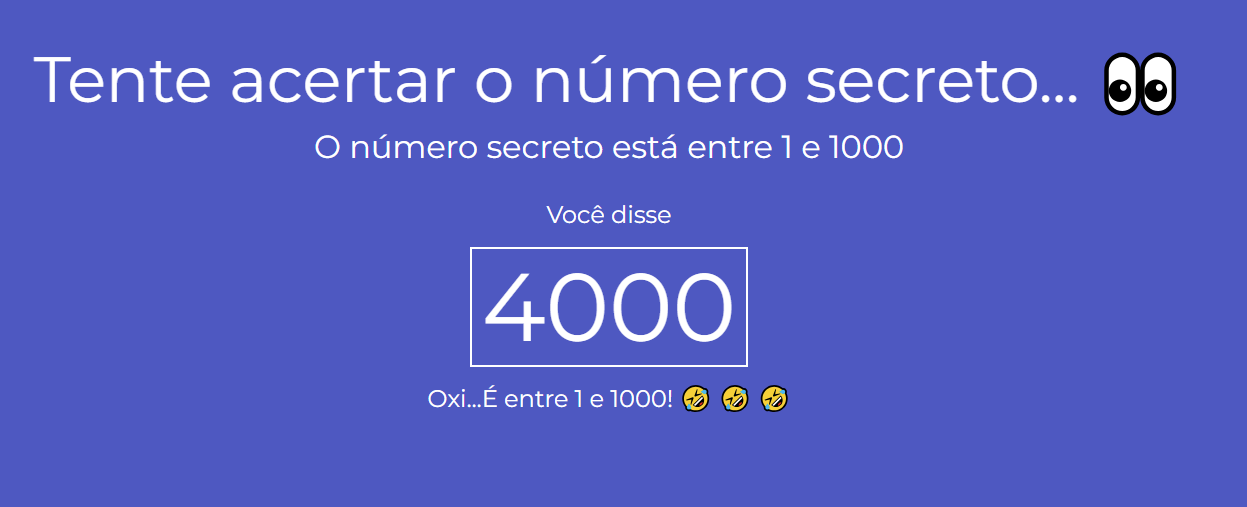 Tente acertar o número secreto... 👀
O número secreto está entre 1 e 1000
Você disse
4000
Oxi...É entre 1 e 1000! 🤣 🤣 🤣